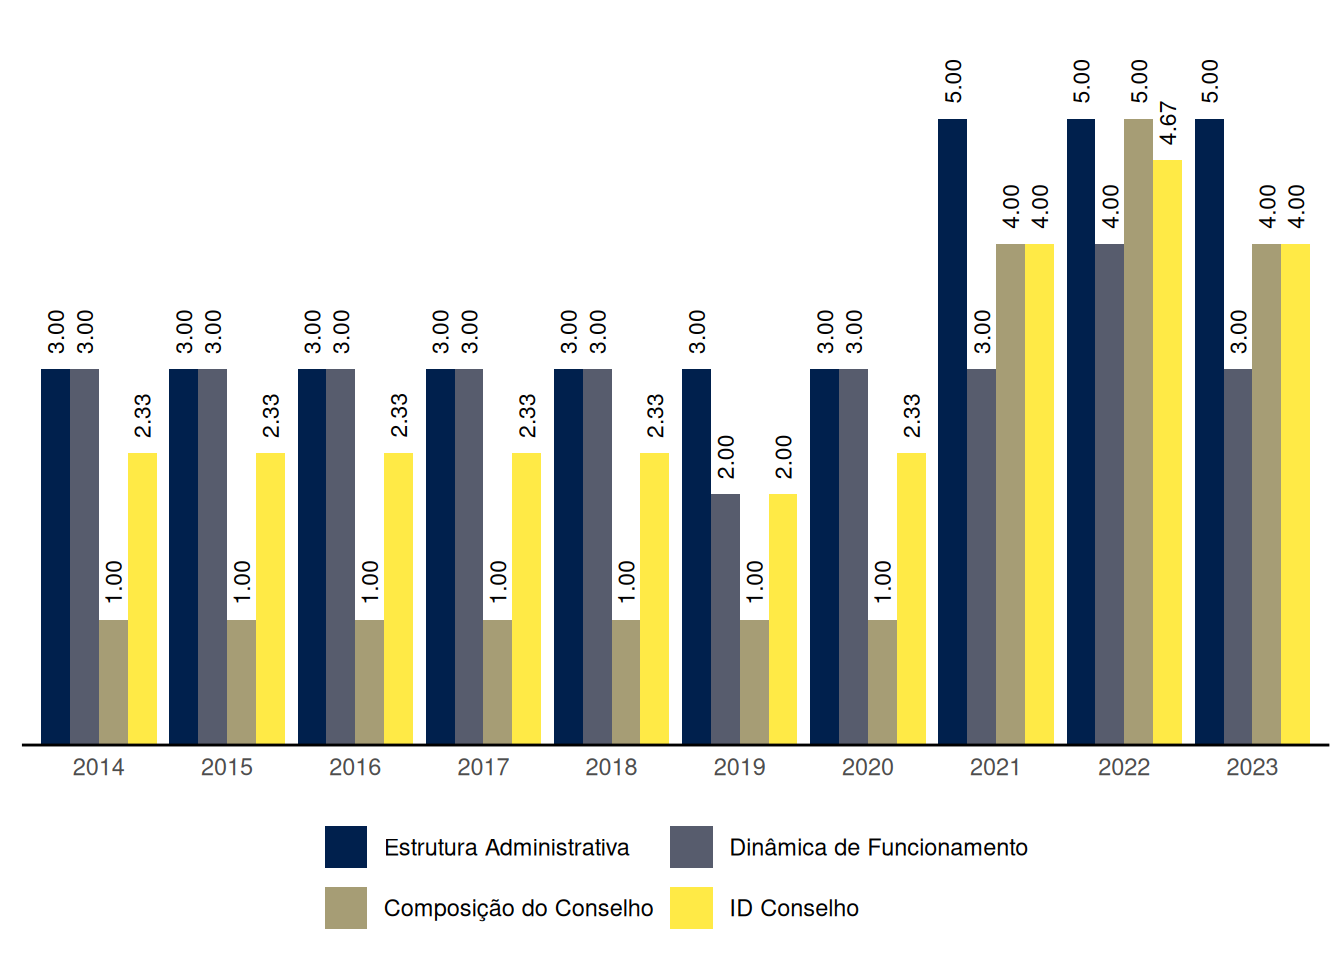 3.00 3.00 1.00 2.33 3.00 3.00 1.00 2.33 3.00 3.00 1.00 2.33 3.00 3.00 1.00 2.33 3.00 3.00 1.00 2.33 3.00 2.00 1.00 2.00 3.00 3.00 1.00 2.33 5.00 3.00 4.00 4.00 5.00 4.00 5.00 4.67 5.00 3.00 4.00 4.00
2014 2015 2016 2017 2018 2019 2020 2021 2022 2023
Estrutura Administrativa Dinâmica de Funcionamento
Composição do Conselho ID Conselho